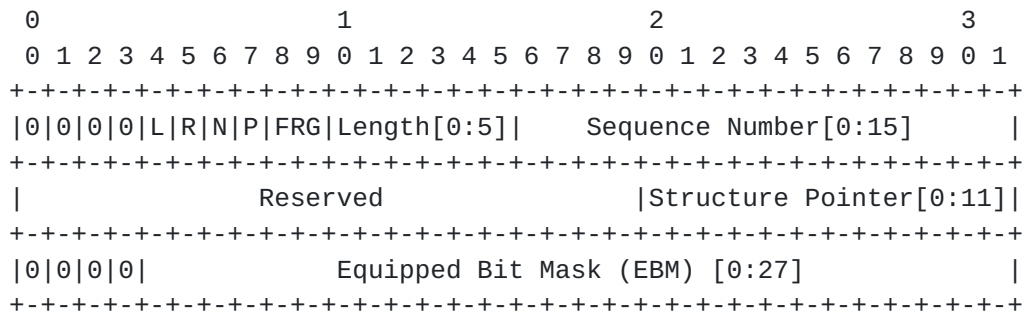 0                   1                   2                   3
 0 1 2 3 4 5 6 7 8 9 0 1 2 3 4 5 6 7 8 9 0 1 2 3 4 5 6 7 8 9 0 1
+-+-+-+-+-+-+-+-+-+-+-+-+-+-+-+-+-+-+-+-+-+-+-+-+-+-+-+-+-+-+-+-+
|0|0|0|0|L|R|N|P|FRG|Length[0:5]|    Sequence Number[0:15]      |
+-+-+-+-+-+-+-+-+-+-+-+-+-+-+-+-+-+-+-+-+-+-+-+-+-+-+-+-+-+-+-+-+
|               Reserved                |Structure Pointer[0:11]|
+-+-+-+-+-+-+-+-+-+-+-+-+-+-+-+-+-+-+-+-+-+-+-+-+-+-+-+-+-+-+-+-+
|0|0|0|0|            Equipped Bit Mask (EBM) [0:27]             |
+-+-+-+-+-+-+-+-+-+-+-+-+-+-+-+-+-+-+-+-+-+-+-+-+-+-+-+-+-+-+-+-+